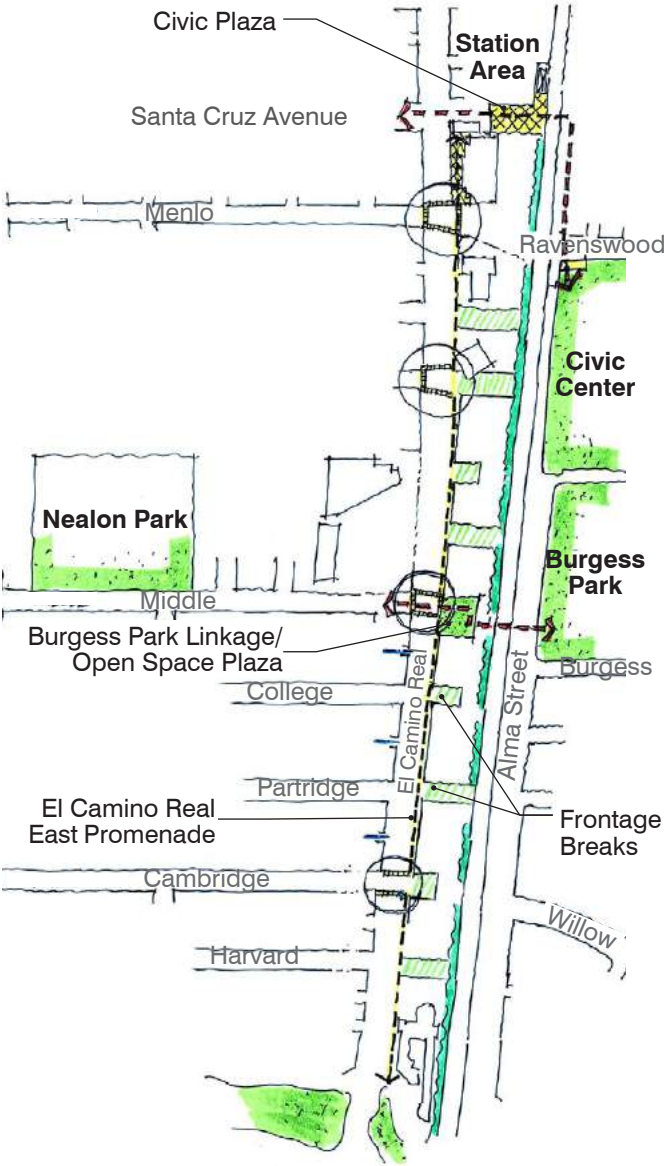 Civic Plaza
Station
Area
Santa Cruz Avenue
Menlo
Ravenswood
Civic
Center
Nealon Park
Burgess
Park
Middle
Burgess Park Linkage/
Open Space Plaza
Burgess
College
El Camino Real
Alma Street
Partridge
El Camino Real
East Promenade
Frontage
Breaks
Cambridge
Willow
Harvard